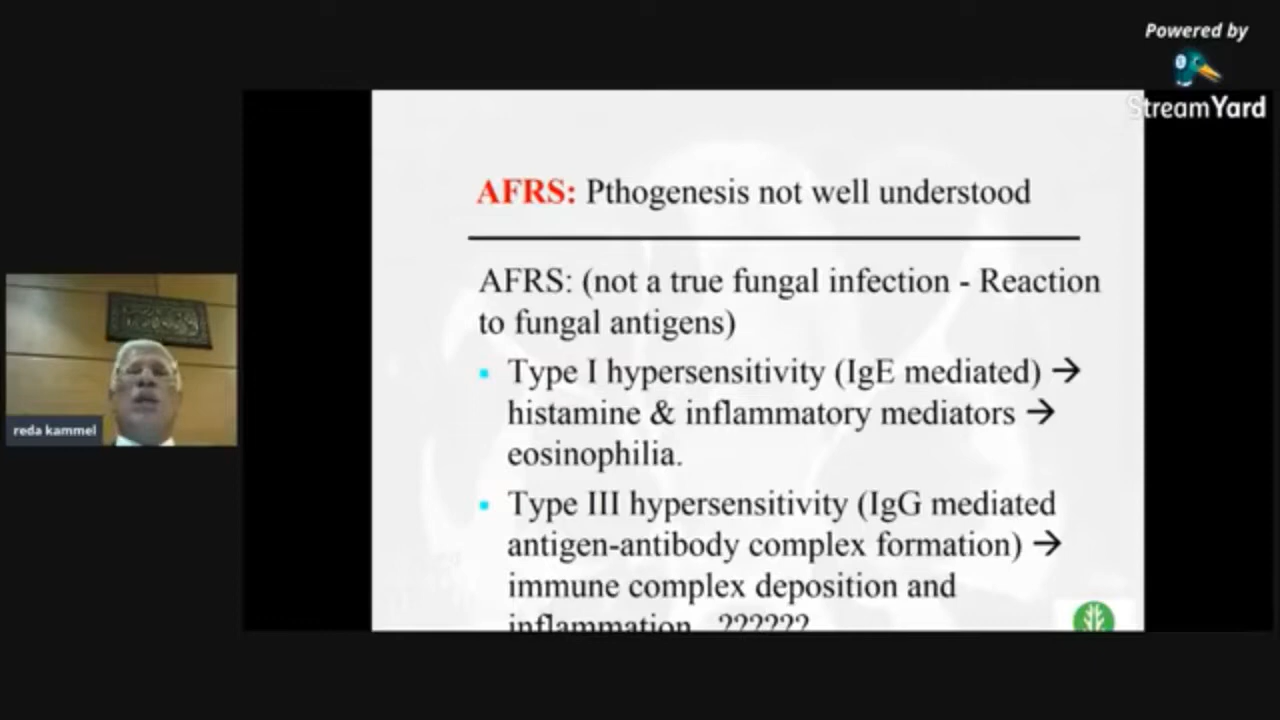 Powered by
StreamYard
AFRS: Pthogenesis not well understood
AFRS: (not a true fungal infection - Reaction
to fungal antigens)
▪ Type I hypersensitivity (IgE mediated) →
histamine & inflammatory mediators →
eosinophilia.
▪ Type III hypersensitivity (IgG mediated
antigen-antibody complex formation) →
immune complex deposition and
inflammation ??????
reda kammel